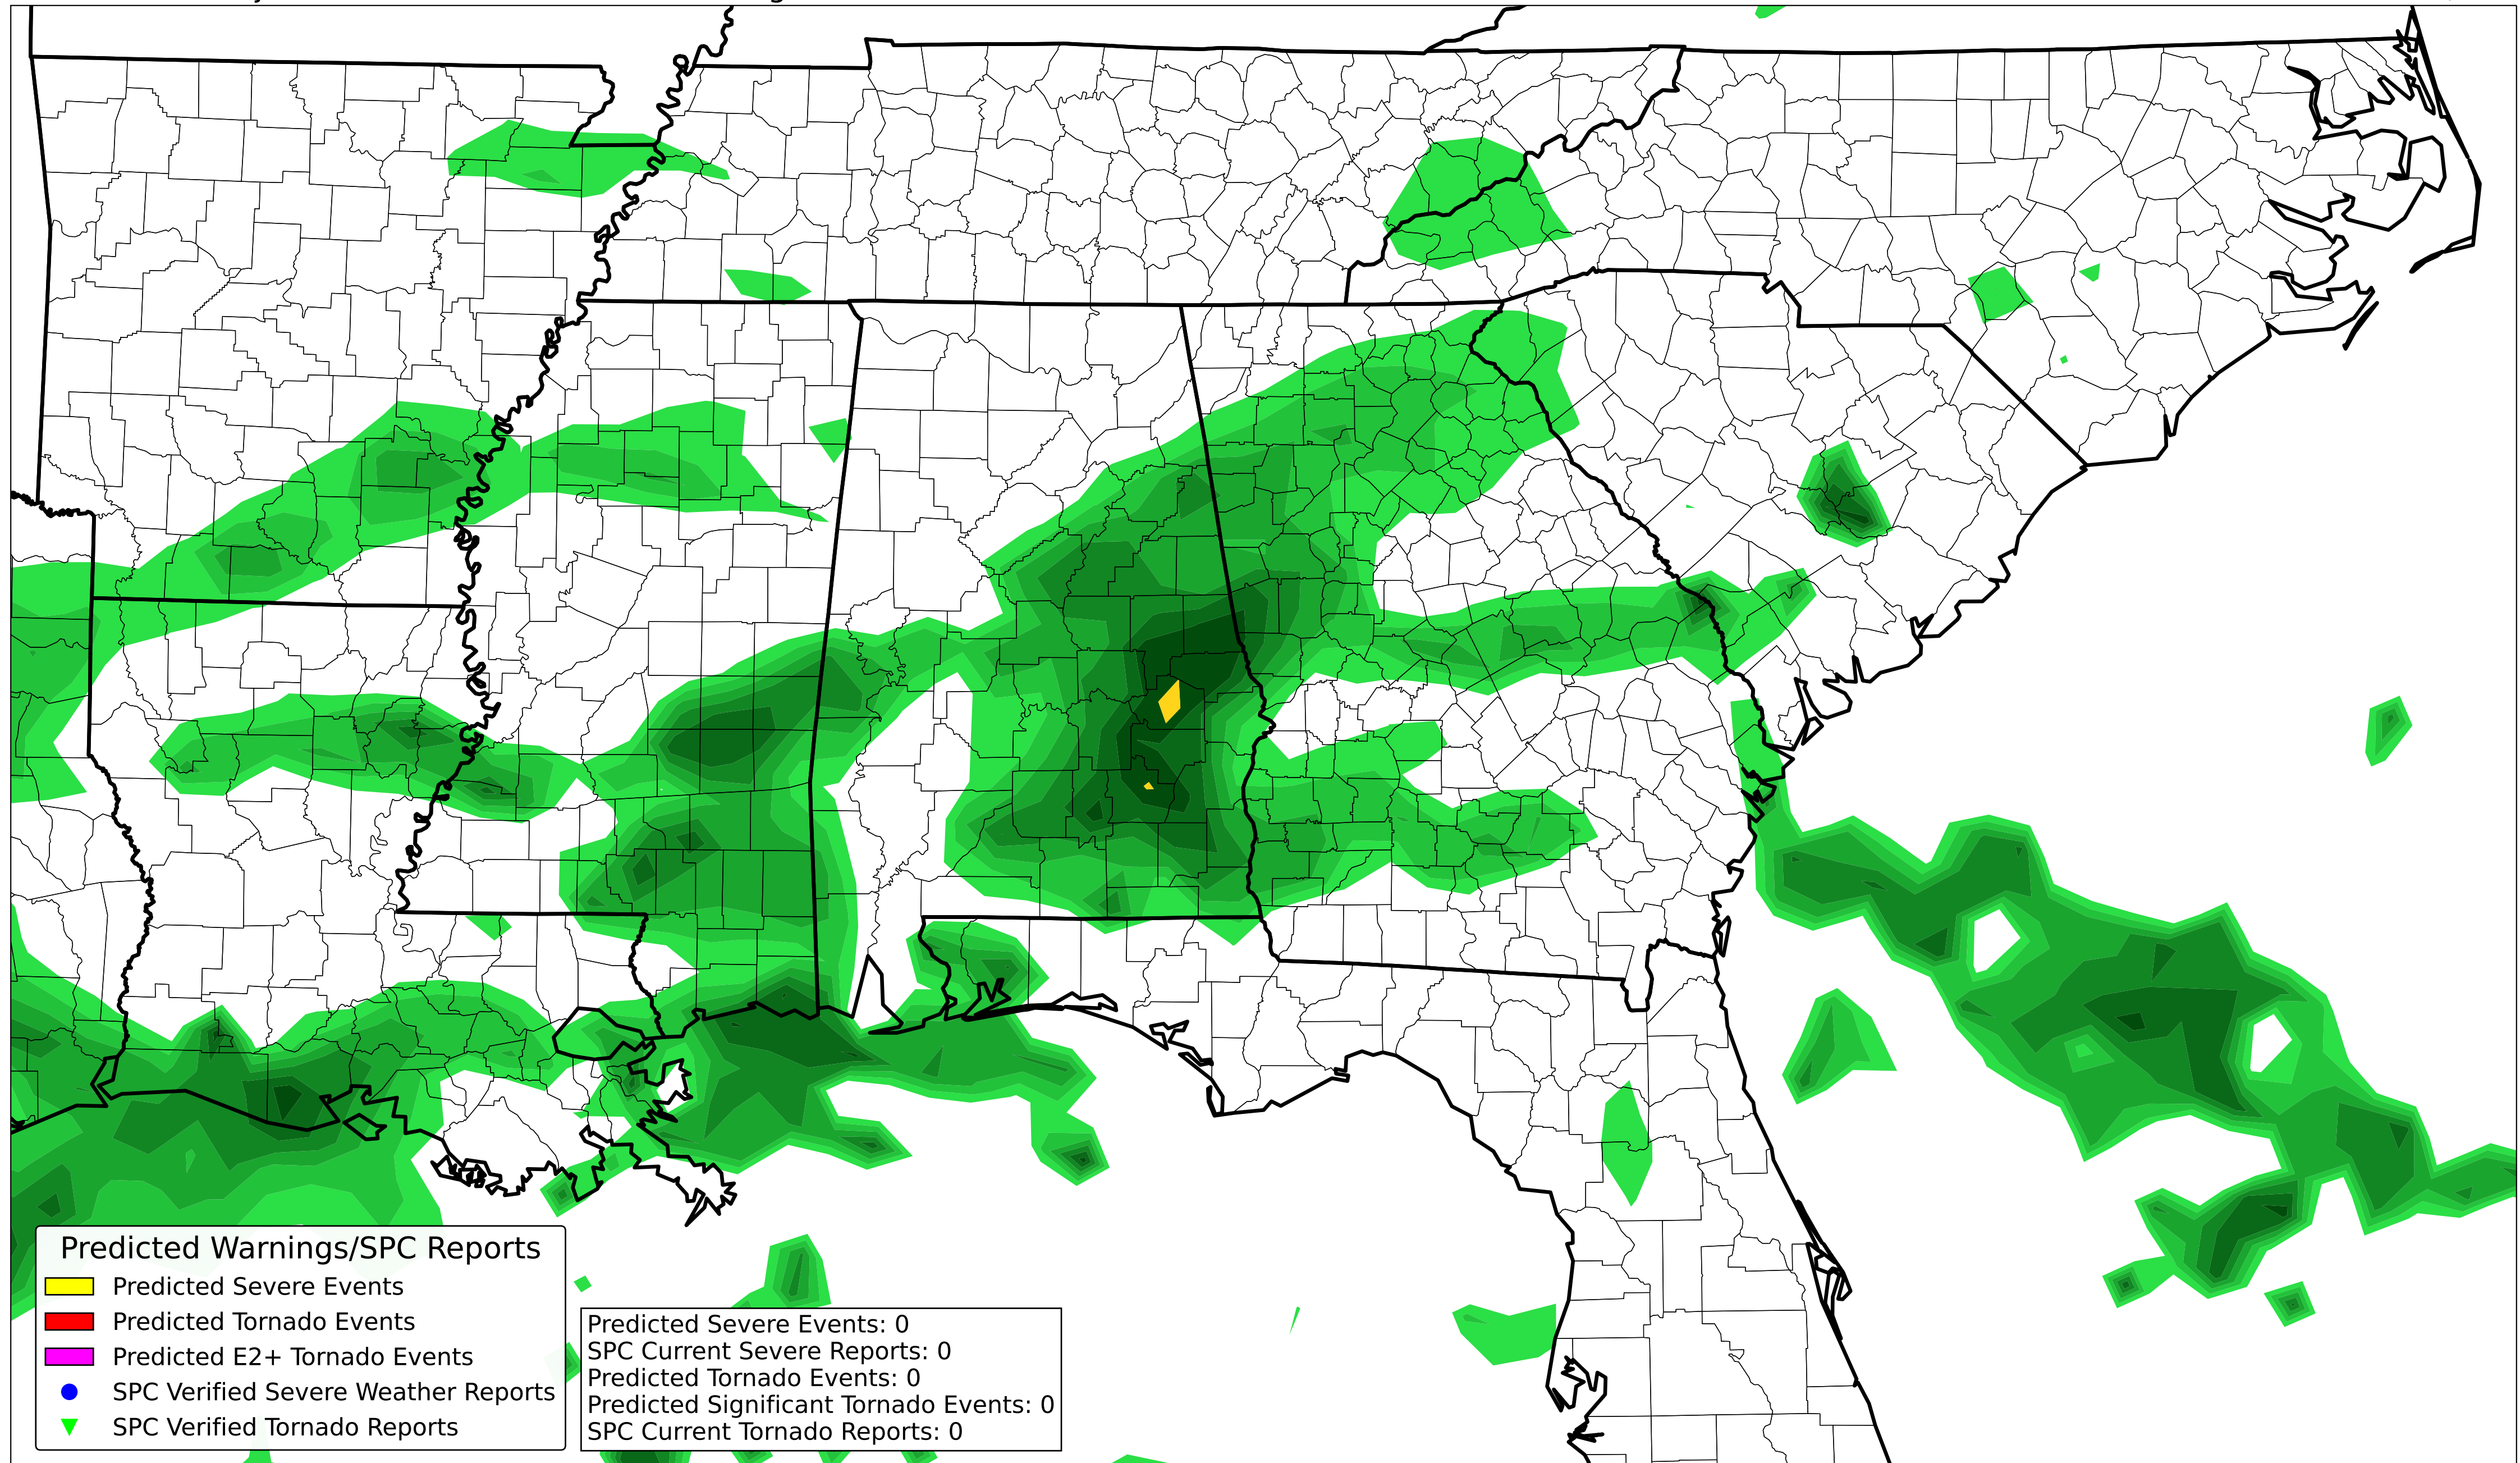 Predicted Warnings/SPC Reports
Predicted Severe Events
Predicted Tornado Events
Predicted E2+ Tornado Events
SPC Verified Severe Weather Reports
SPC Verified Tornado Reports
Predicted Severe Events: 0
SPC Current Severe Reports: 0
Predicted Tornado Events: 0
Predicted Significant Tornado Events: 0
SPC Current Tornado Reports: 0